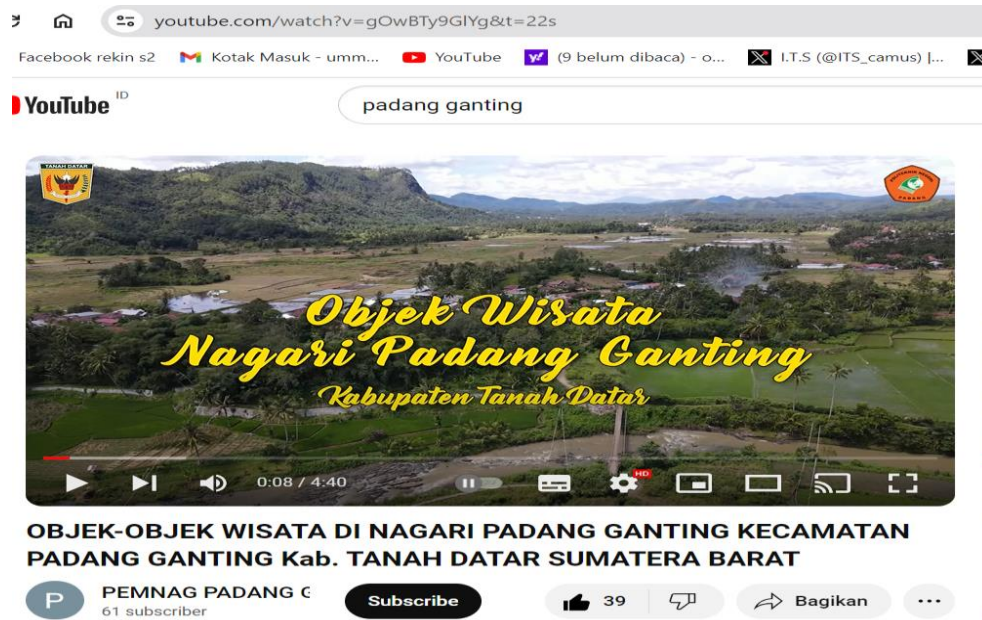 youtube.com/watch?v=gOwBTy9GlYg&t=22s
Facebook rekin s2 Kotak Masuk - umm... YouTube (9 belum dibaca) - o... I.T.S (@ITS_camus) |...
YouTube ID
padang ganting
TANAH DATAR
Objek Wisata
Nagari Padang Ganting
Kabupaten Tanah Datar
0:08 / 4:40
HD
OBJEK-OBJEK WISATA DI NAGARI PADANG GANTING KECAMATAN
PADANG GANTING Kab. TANAH DATAR SUMATERA BARAT
P
PEMNAG PADANG G
61 subscriber
Subscribe
39
Bagikan